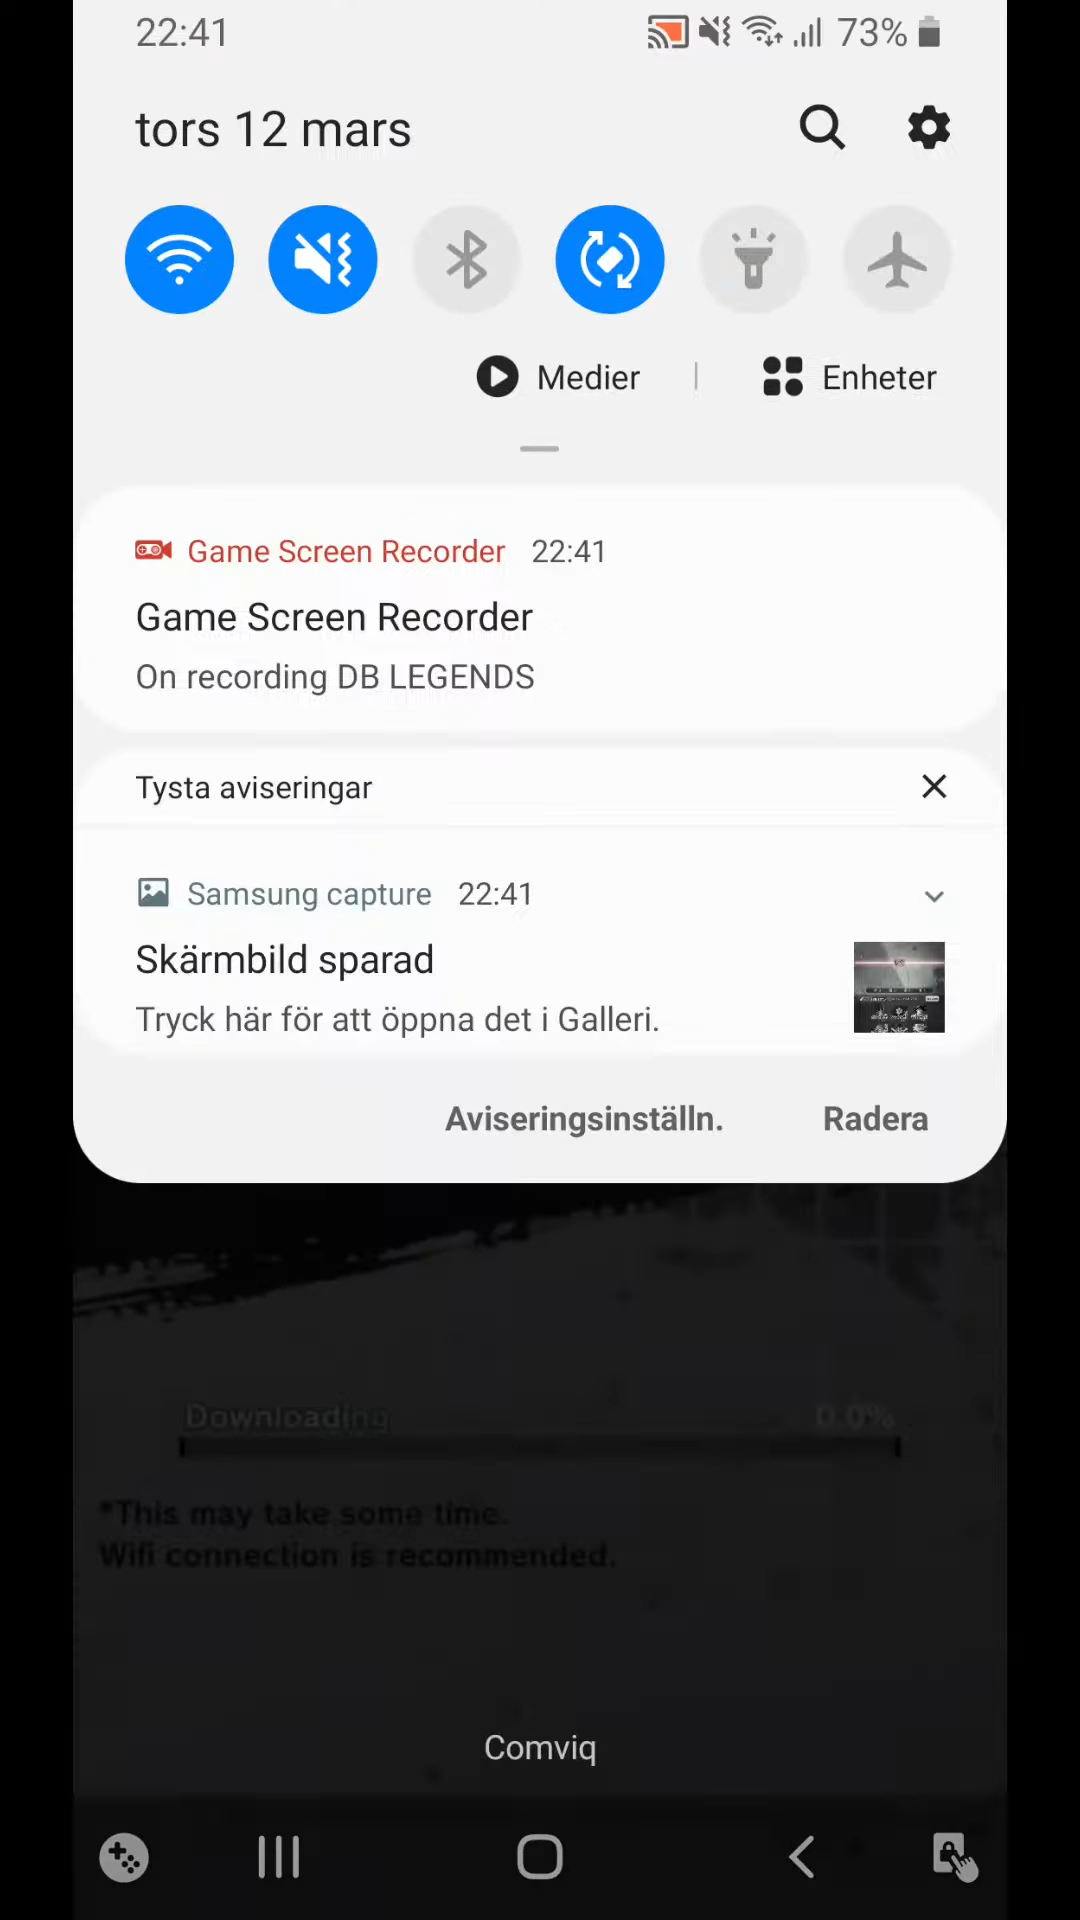 22:41
73%
tors 12 mars
Medier | Enheter
Game Screen Recorder 22:41
Game Screen Recorder
On recording DB LEGENDS
Tysta aviseringar
Samsung capture 22:41
Skärmbild sparad
Tryck här för att öppna det i Galleri.
Aviseringsinställn. Radera
Downloading 0.0%
*This may take some time.
Wifi connection is recommended.
Comviq